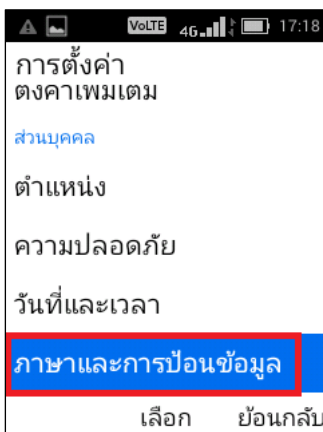 VoLTE 4G 17:18
การตั้งค่า
ตงคาเพมเตม
ส่วนบุคคล
ตำแหน่ง
ความปลอดภัย
วันที่และเวลา
ภาษาและการป้อนข้อมูล
เลือก ย้อนกลับ